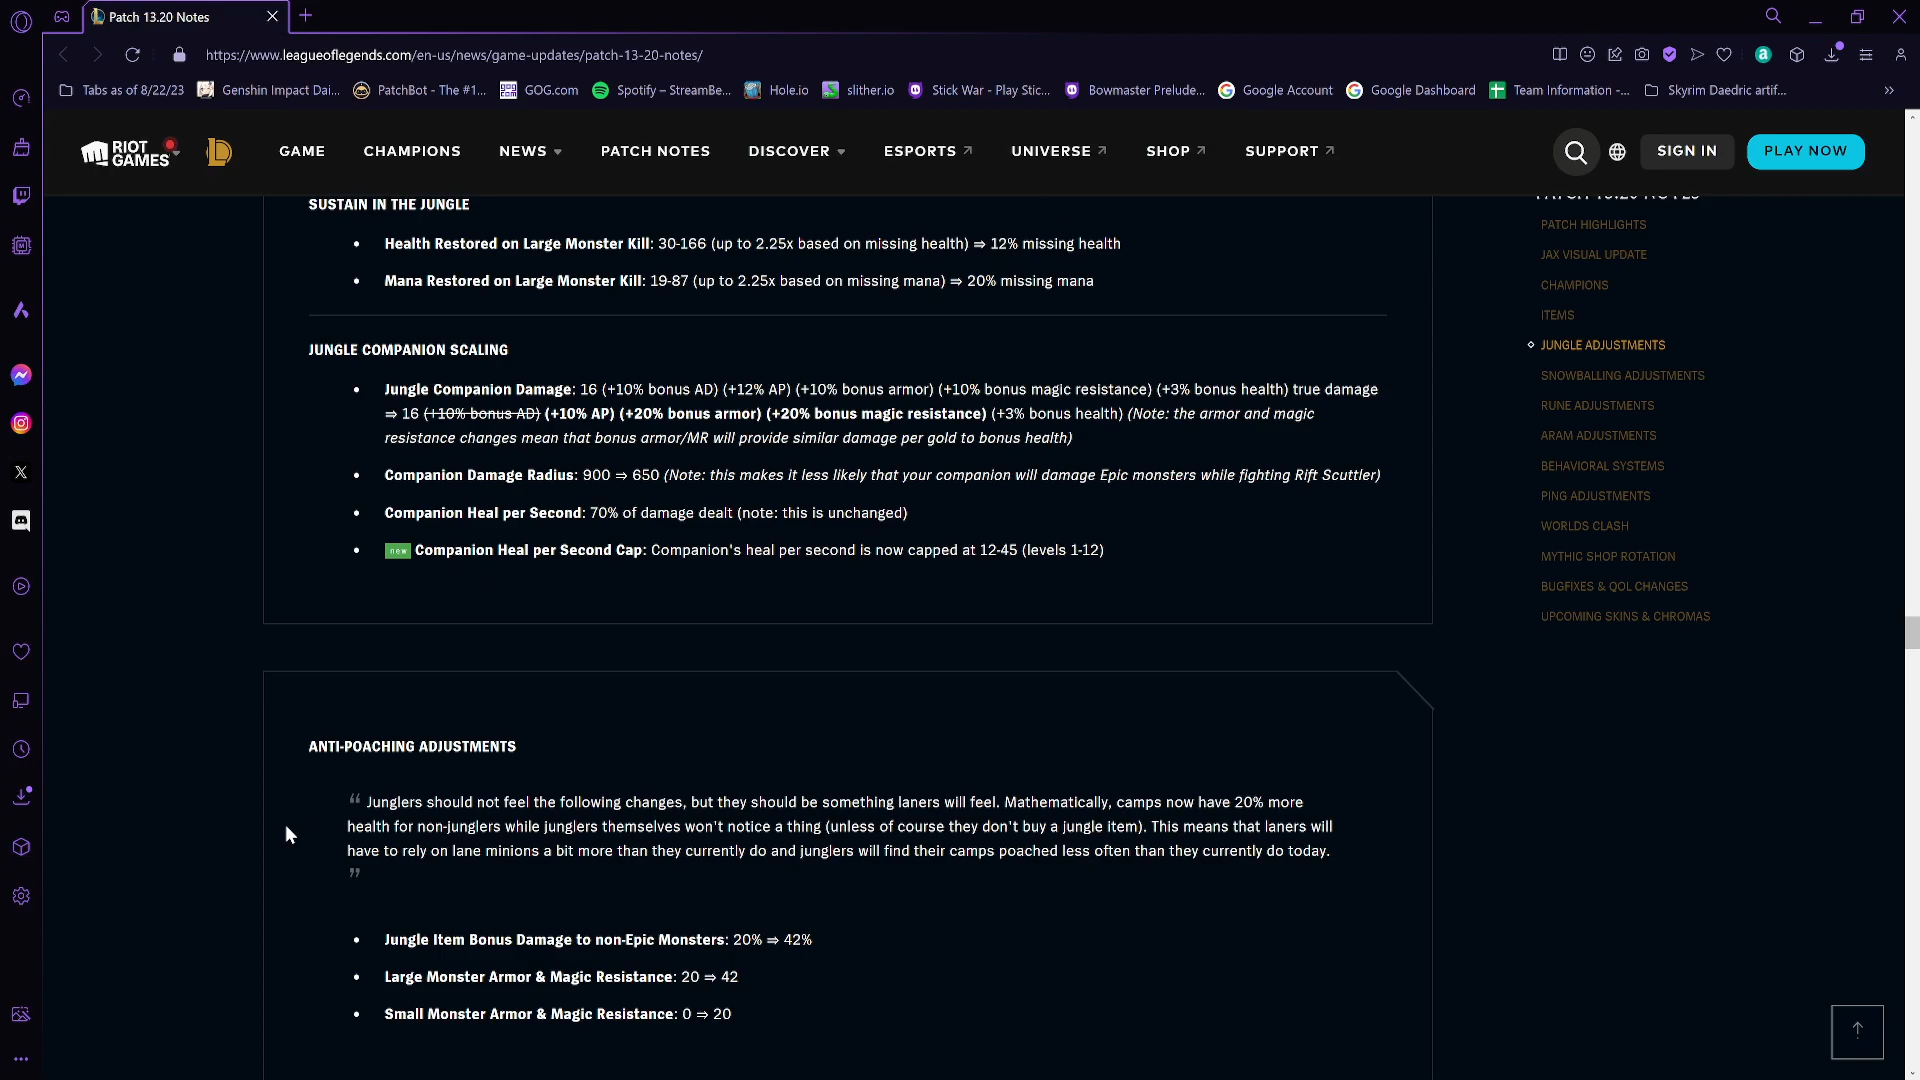 Patch 13.20 Notes
https://www.leagueoflegends.com/en-us/news/game-updates/patch-13-20-notes/
Tabs as of 8/22/23 Genshin Impact Dai... PatchBot - The #1... GOG.com Spotify – StreamBe... Hole.io slither.io Stick War - Play Stic... Bowmaster Prelude... Google Account Google Dashboard Team Information -... Skyrim Daedric artif...
RIOT GAMES GAME CHAMPIONS NEWS PATCH NOTES DISCOVER ESPORTS UNIVERSE SHOP SUPPORT SIGN IN PLAY NOW
SUSTAIN IN THE JUNGLE
• Health Restored on Large Monster Kill: 30-166 (up to 2.25x based on missing health) ⇒ 12% missing health
• Mana Restored on Large Monster Kill: 19-87 (up to 2.25x based on missing mana) ⇒ 20% missing mana
JUNGLE COMPANION SCALING
• Jungle Companion Damage: 16 (+10% bonus AD) (+12% AP) (+10% bonus armor) (+10% bonus magic resistance) (+3% bonus health) true damage
⇒ 16 (+10% bonus AD) (+10% AP) (+20% bonus armor) (+20% bonus magic resistance) (+3% bonus health) (Note: the armor and magic
resistance changes mean that bonus armor/MR will provide similar damage per gold to bonus health)
• Companion Damage Radius: 900 ⇒ 650 (Note: this makes it less likely that your companion will damage Epic monsters while fighting Rift Scuttler)
• Companion Heal per Second: 70% of damage dealt (note: this is unchanged)
• new Companion Heal per Second Cap: Companion's heal per second is now capped at 12-45 (levels 1-12)
ANTI-POACHING ADJUSTMENTS
“ Junglers should not feel the following changes, but they should be something laners will feel. Mathematically, camps now have 20% more
health for non-junglers while junglers themselves won't notice a thing (unless of course they don't buy a jungle item). This means that laners will
have to rely on lane minions a bit more than they currently do and junglers will find their camps poached less often than they currently do today.
”
• Jungle Item Bonus Damage to non-Epic Monsters: 20% ⇒ 42%
• Large Monster Armor & Magic Resistance: 20 ⇒ 42
• Small Monster Armor & Magic Resistance: 0 ⇒ 20
PATCH 13.20 NOTES
PATCH HIGHLIGHTS
JAX VISUAL UPDATE
CHAMPIONS
ITEMS
JUNGLE ADJUSTMENTS
SNOWBALLING ADJUSTMENTS
RUNE ADJUSTMENTS
ARAM ADJUSTMENTS
BEHAVIORAL SYSTEMS
PING ADJUSTMENTS
WORLDS CLASH
MYTHIC SHOP ROTATION
BUGFIXES & QOL CHANGES
UPCOMING SKINS & CHROMAS